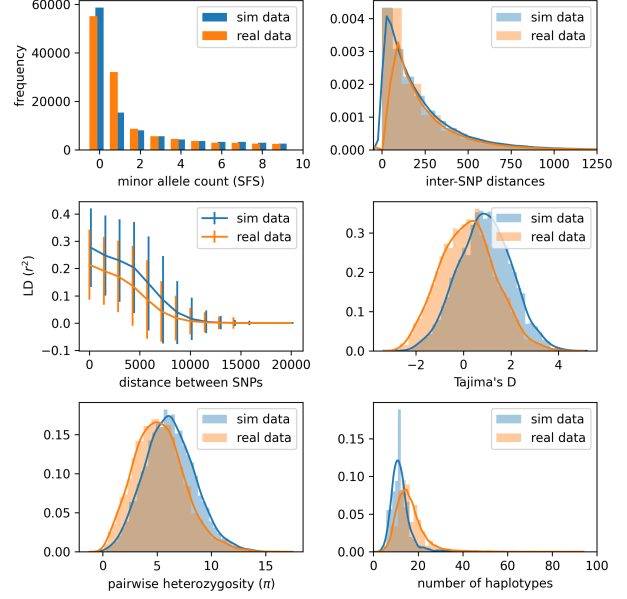 60000
40000
20000
0
frequency
sim data
real data
0 2 4 6 8 10
minor allele count (SFS)
0.004
0.003
0.002
0.001
0.000
sim data
real data
0 250 500 750 1000 1250
inter-SNP distances
0.4
0.3
0.2
0.1
0.0
−0.1
LD (r²)
sim data
real data
0 5000 10000 15000 20000
distance between SNPs
0.3
0.2
0.1
0.0
sim data
real data
−2 0 2 4
Tajima's D
0.15
0.10
0.05
0.00
sim data
real data
0 5 10 15
pairwise heterozygosity (π)
0.15
0.10
0.05
0.00
sim data
real data
0 20 40 60 80 100
number of haplotypes